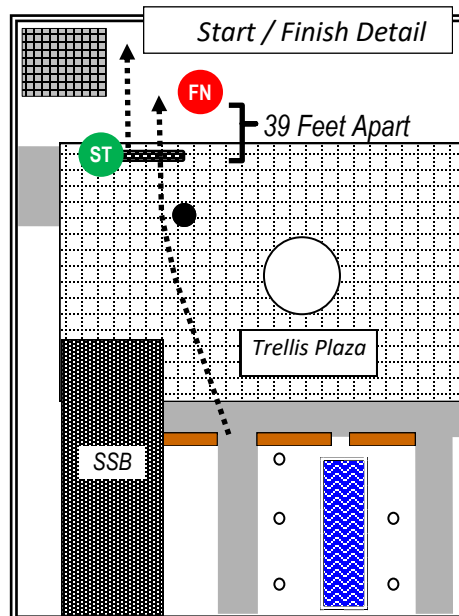 Start / Finish Detail
FN
39 Feet Apart
ST
Trellis Plaza
SSB